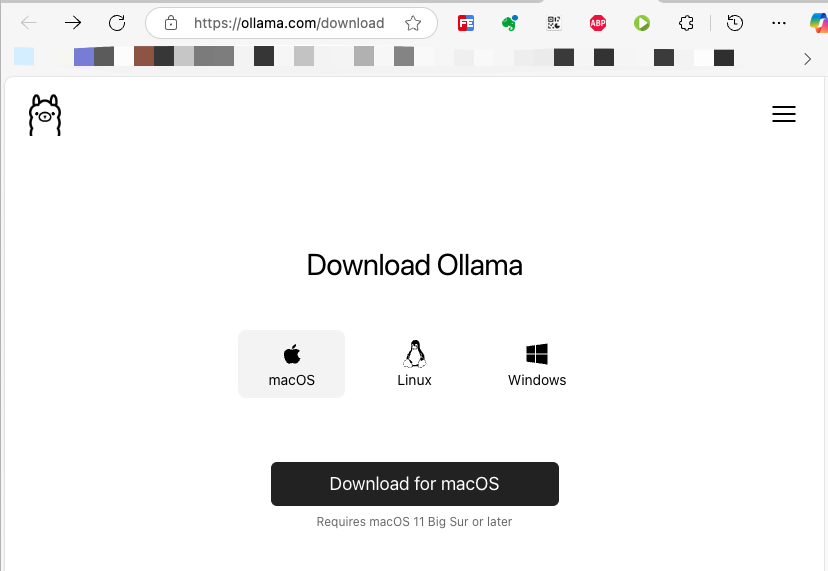 https://ollama.com/download
FE
ABP
Download Ollama
macOS
Linux
Windows
Download for macOS
Requires macOS 11 Big Sur or later